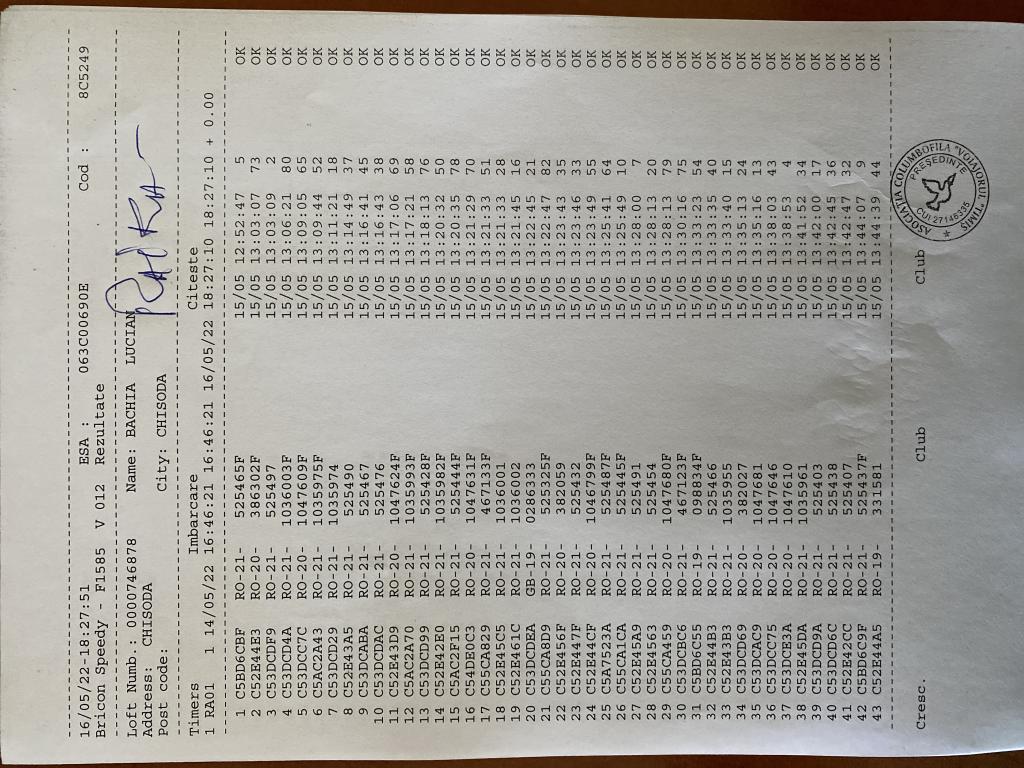 16/05/22-18:27:51 ESA : 063C00690E Cod : 8C5249
Bricon Speedy - F1585 V 012 Rezultate
Loft Numb.: 0000746878 Name: BACHIA LUCIAN
Address: CHISODA
Post code: City: CHISODA
Timers Imbarcare Citeste
1 RA01 1 14/05/22 16:46:21 16:46:21 16/05/22 18:27:10 18:27:10 + 0.00
1 C5BD6CBF RO-21- 525465F 15/05 12:52:47 5 OK
2 C52E44E3 RO-20- 386302F 15/05 13:03:07 73 OK
3 C53DCDF9 RO-21- 525497 15/05 13:03:09 2 OK
4 C53DCD4A RO-21- 1036003F 15/05 13:06:21 80 OK
5 C53DCC7C RO-20- 1047609F 15/05 13:09:05 65 OK
6 C5AC2A43 RO-21- 1035975F 15/05 13:09:44 52 OK
7 C53DCD29 RO-21- 1035974 15/05 13:11:21 18 OK
8 C52E43A5 RO-21- 525490 15/05 13:14:49 37 OK
9 C53DCABA RO-21- 525467 15/05 13:16:41 45 OK
10 C53DCDAC RO-21- 525476 15/05 13:16:43 38 OK
11 C52E43D9 RO-20- 1047624F 15/05 13:17:06 69 OK
12 C5AC2A70 RO-21- 1035993F 15/05 13:17:21 58 OK
13 C53DCD99 RO-21- 525428F 15/05 13:18:13 76 OK
14 C52E42E0 RO-21- 1035982F 15/05 13:20:32 50 OK
15 C5AC2F15 RO-21- 525444F 15/05 13:20:35 78 OK
16 C54DE0C3 RO-20- 1047631F 15/05 13:21:29 70 OK
17 C55CA829 RO-21- 467133F 15/05 13:21:33 51 OK
18 C52E45C5 RO-21- 1036001 15/05 13:21:33 28 OK
19 C52E461C RO-21- 1036002 15/05 13:21:45 16 OK
20 C53DCDEA GB-19- 0286333 15/05 13:22:45 21 OK
21 C55CA8D9 RO-21- 525325F 15/05 13:22:47 82 OK
22 C52E456F RO-20- 382059 15/05 13:23:43 35 OK
23 C52E447F RO-21- 525432 15/05 13:23:46 33 OK
24 C52E44CF RO-20- 1046799F 15/05 13:23:49 55 OK
25 C5A7523A RO-21- 525487F 15/05 13:25:41 64 OK
26 C55CA1CA RO-21- 525445F 15/05 13:25:49 10 OK
27 C52E45A9 RO-21- 525491 15/05 13:28:00 7 OK
28 C52E4563 RO-21- 525454 15/05 13:28:13 20 OK
29 C55CA459 RO-20- 1047680F 15/05 13:28:13 79 OK
30 C53DCBC6 RO-21- 467123F 15/05 13:30:16 75 OK
31 C5BD6C55 RO-19- 098834F 15/05 13:33:23 54 OK
32 C52E44B3 RO-21- 525466 15/05 13:33:35 40 OK
33 C52E43B3 RO-21- 1035955 15/05 13:33:40 15 OK
34 C53DCD69 RO-20- 382027 15/05 13:35:13 24 OK
35 C53DCAC9 RO-20- 1047681 15/05 13:35:16 13 OK
36 C53DCC75 RO-20- 1047646 15/05 13:38:03 43 OK
37 C53DCE3A RO-20- 1047610 15/05 13:38:53 4 OK
38 C52E45DA RO-21- 1035961 15/05 13:41:52 34 OK
39 C53DCD9A RO-21- 525403 15/05 13:42:00 17 OK
40 C53DCD6C RO-21- 525438 15/05 13:42:45 36 OK
41 C52E42CC RO-21- 525407 15/05 13:42:47 32 OK
42 C5BD6C9F RO-21- 525437F 15/05 13:44:07 9 OK
43 C52E44A5 RO-19- 331581 15/05 13:44:39 44 OK
Cresc. Club Club
ASOCIAȚIA COLUMBOFILA "VOIAJORUL" TIMIȘ
PREȘEDINTE
CUI 27146335